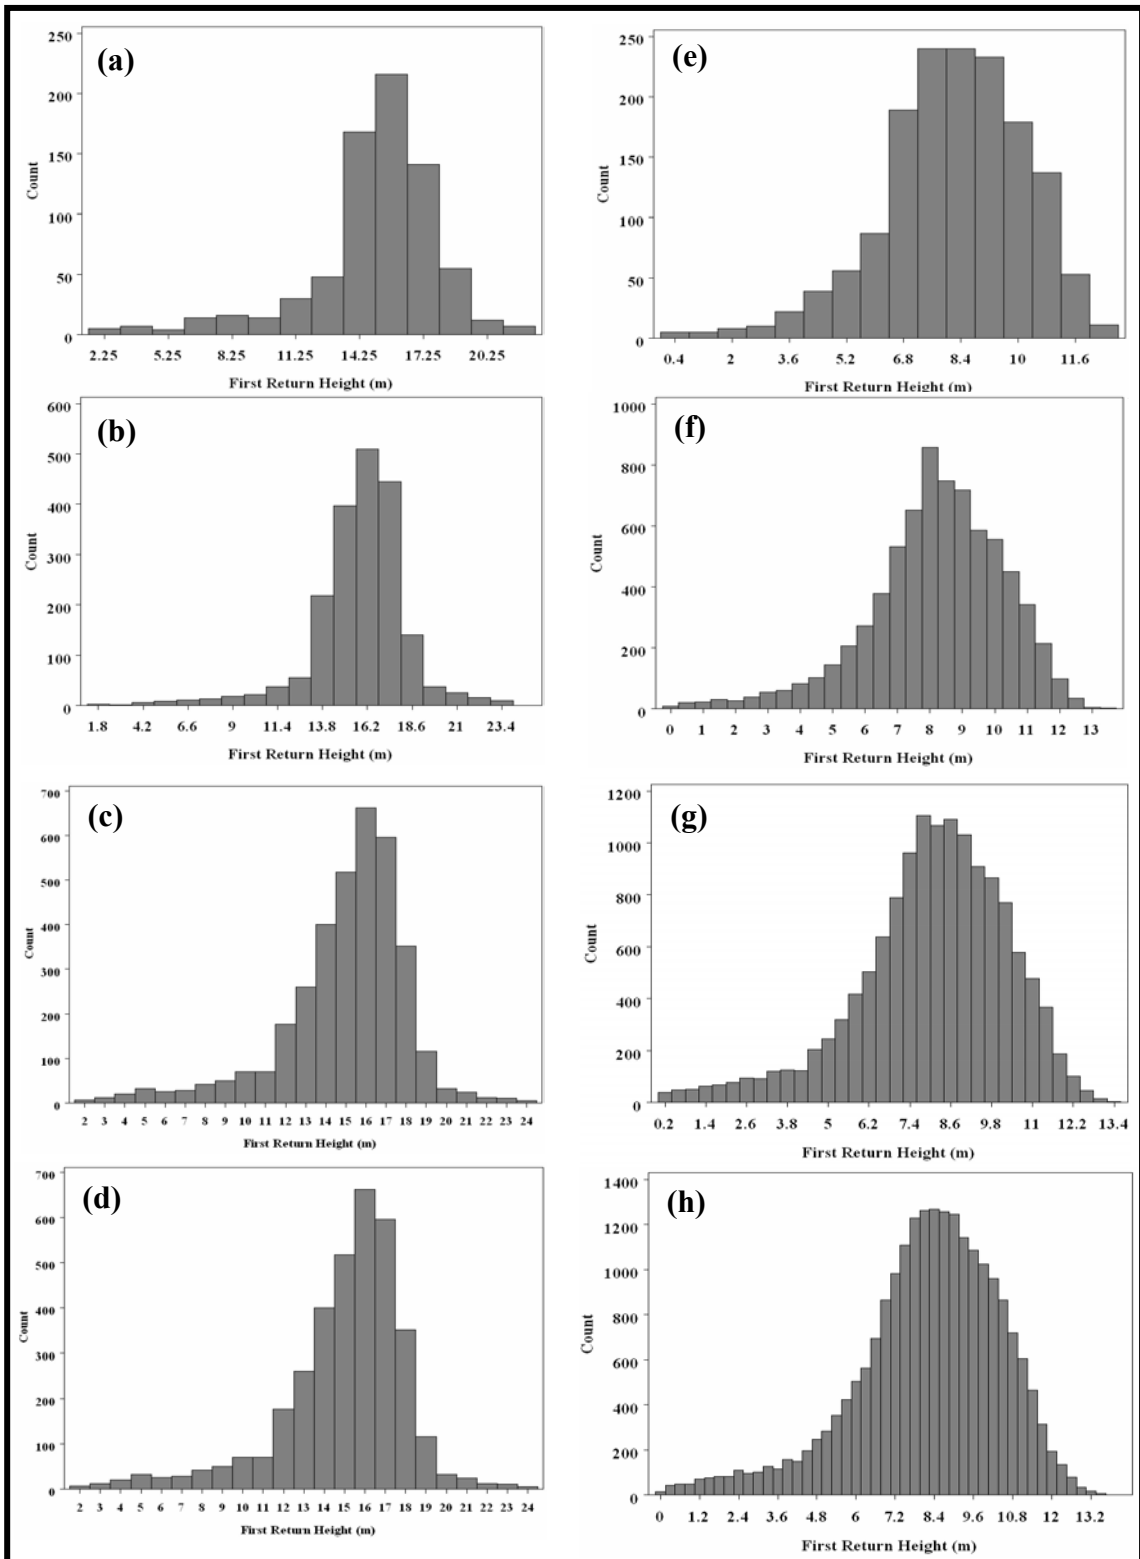 (a)
250
200
150
100
50
0
Count
2.25 5.25 8.25 11.25 14.25 17.25 20.25
First Return Height (m)
(e)
250
200
150
100
50
0
Count
0.4 2 3.6 5.2 6.8 8.4 10 11.6
First Return Height (m)
(b)
600
500
400
300
200
100
0
Count
1.8 4.2 6.6 9 11.4 13.8 16.2 18.6 21 23.4
First Return Height (m)
(f)
1000
800
600
400
200
0
Count
0 1 2 3 4 5 6 7 8 9 10 11 12 13
First Return Height (m)
(c)
700
600
500
400
300
200
100
0
Count
2 3 4 5 6 7 8 9 10 11 12 13 14 15 16 17 18 19 20 21 22 23 24
First Return Height (m)
(g)
1200
1000
800
600
400
200
0
Count
0.2 1.4 2.6 3.8 5 6.2 7.4 8.6 9.8 11 12.2 13.4
First Return Height (m)
(d)
700
600
500
400
300
200
100
0
Count
2 3 4 5 6 7 8 9 10 11 12 13 14 15 16 17 18 19 20 21 22 23 24
First Return Height (m)
(h)
1400
1200
1000
800
600
400
200
0
Count
0 1.2 2.4 3.6 4.8 6 7.2 8.4 9.6 10.8 12 13.2
First Return Height (m)